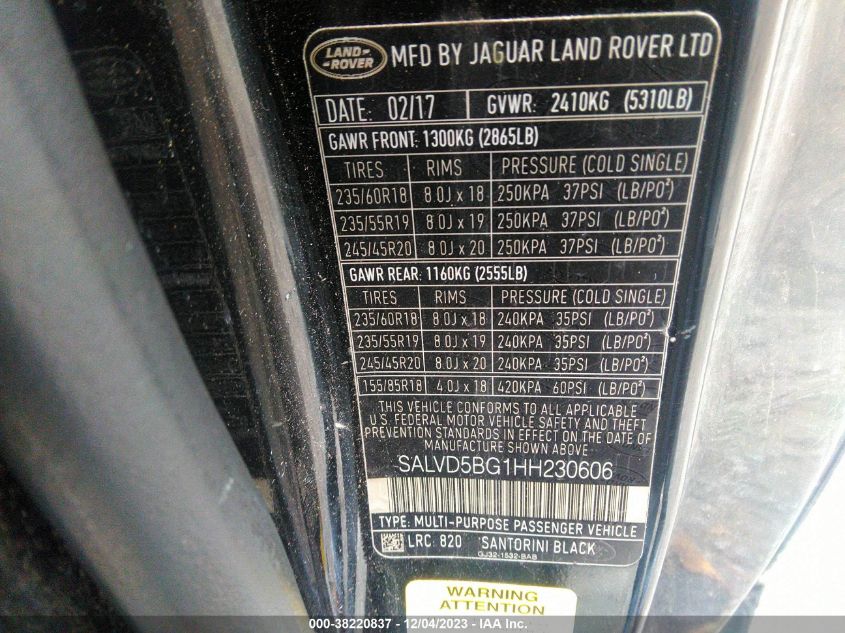 LAND-
-ROVER
MFD BY JAGUAR LAND ROVER LTD
DATE: 02/17 GVWR: 2410KG (5310LB)
GAWR FRONT: 1300KG (2865LB)
TIRES RIMS PRESSURE (COLD SINGLE)
235/60R18 8.0J x 18 250KPA 37PSI (LB/PO²)
235/55R19 8.0J x 19 250KPA 37PSI (LB/PO²)
245/45R20 8.0J x 20 250KPA 37PSI (LB/PO²)
GAWR REAR: 1160KG (2555LB)
TIRES RIMS PRESSURE (COLD SINGLE)
235/60R18 8.0J x 18 240KPA 35PSI (LB/PO²)
235/55R19 8.0J x 19 240KPA 35PSI (LB/PO²)
245/45R20 8.0J x 20 240KPA 35PSI (LB/PO²)
155/85R18 4.0J x 18 420KPA 60PSI (LB/PO²)
THIS VEHICLE CONFORMS TO ALL APPLICABLE
U.S. FEDERAL MOTOR VEHICLE SAFETY AND THEFT
PREVENTION STANDARDS IN EFFECT ON THE DATE OF
MANUFACTURE SHOWN ABOVE.
SALVD5BG1HH230606
TYPE: MULTI-PURPOSE PASSENGER VEHICLE
LRC: 820 SANTORINI BLACK
GJ32-1532-BAB
WARNING
ATTENTION
000-38220837 - 12/04/2023 - IAA Inc.